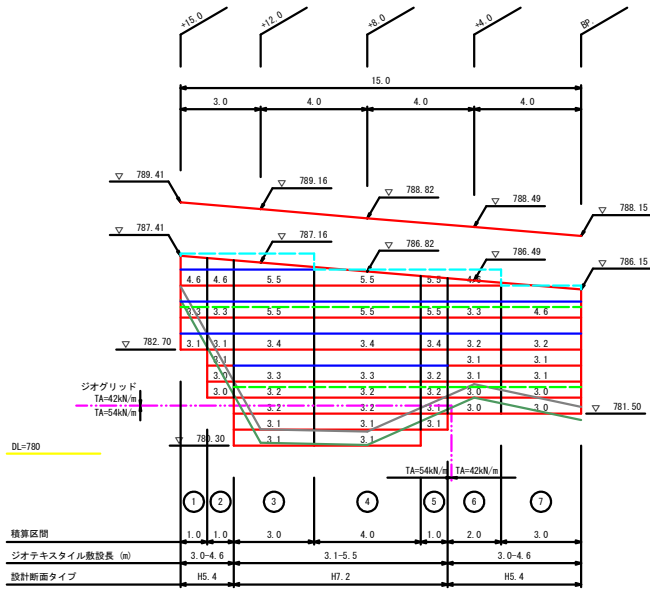 +15.0 +12.0 +8.0 +4.0 BP.
15.0
3.0 4.0 4.0 4.0
789.41 789.16 788.82 788.49 788.15
787.41 787.16 786.82 786.49 786.15
4.6 4.6 5.5 5.5 5.5
3.3 3.3 5.5 5.5 5.5 3.3 4.6
782.70 3.1 3.1 3.4 3.4 3.4 3.2 3.2
3.1 3.1 3.1
3.0 3.3 3.3 3.2 3.1 3.1
3.0 3.2 3.2 3.2 3.0 3.0
3.2 3.2 3.1 3.0 3.0
3.1 3.1
3.1 3.1
ジオグリッド
TA=42kN/m
TA=54kN/m
781.50
780.30
DL=780
TA=54kN/m TA=42kN/m
1 2 3 4 5 6 7
積算区間 1.0 1.0 3.0 4.0 1.0 2.0 3.0
ジオテキスタイル敷設長 (m) 3.0-4.6 3.1-5.5 3.0-4.6
設計断面タイプ H5.4 H7.2 H5.4